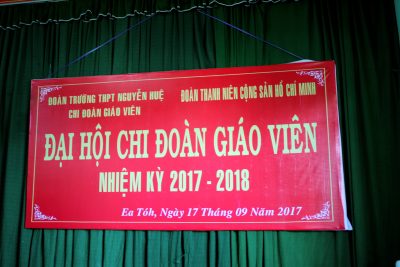 ĐOÀN TRƯỜNG THPT NGUYỄN HUỆ
CHI ĐOÀN GIÁO VIÊN
ĐOÀN THANH NIÊN CỘNG SẢN HỒ CHÍ MINH
ĐẠI HỘI CHI ĐOÀN GIÁO VIÊN
NHIỆM KỲ 2017 - 2018
Ea Tóh, Ngày 17 Tháng 09 Năm 2017